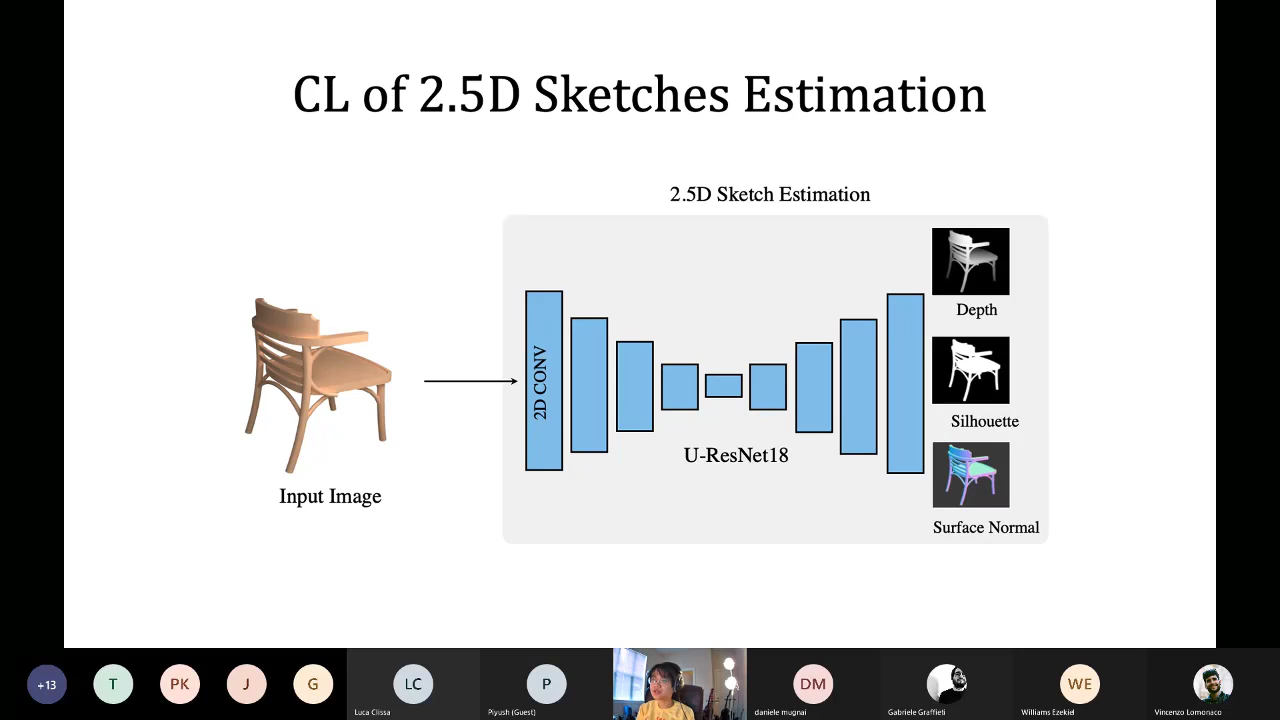 CL of 2.5D Sketches Estimation
2.5D Sketch Estimation
Depth
2D CONV
Silhouette
U-ResNet18
Input Image
Surface Normal
+13
T
PK
J
G
LC
P
DM
WE
Luca Clissa
Piyush (Guest)
daniele mugnai
Gabriele Graffieti
Williams Ezekiel
Vincenzo Lomonaco